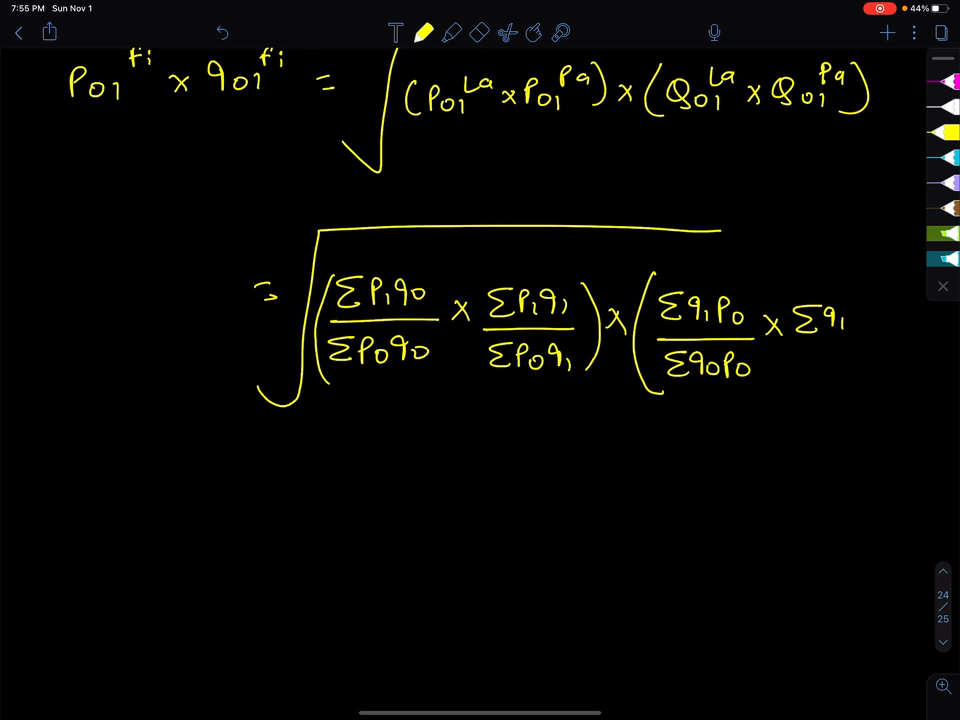 7:55 PM Sun Nov 1 44%
P01^Fi × q01^Fi = √(P01^La × P01^Pa) × (Q01^La × Q01^Pa)
= √(ΣP1q0/ΣP0q0 × ΣP1q1/ΣP0q1) × (Σq1P0/Σq0P0 × Σq1
24
/
25